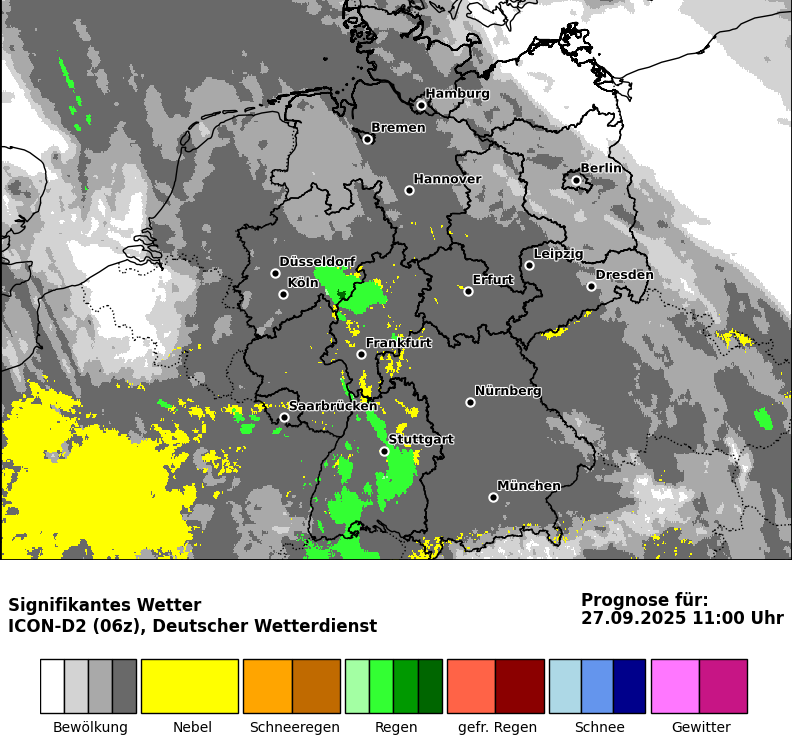 Hamburg
Bremen
Berlin
Hannover
Düsseldorf
Leipzig
Köln
Erfurt
Dresden
Frankfurt
Nürnberg
Saarbrücken
Stuttgart
München
Signifikantes Wetter
ICON-D2 (06z), Deutscher Wetterdienst
Prognose für:
27.09.2025 11:00 Uhr
Bewölkung
Nebel
Schneeregen
Regen
gefr. Regen
Schnee
Gewitter